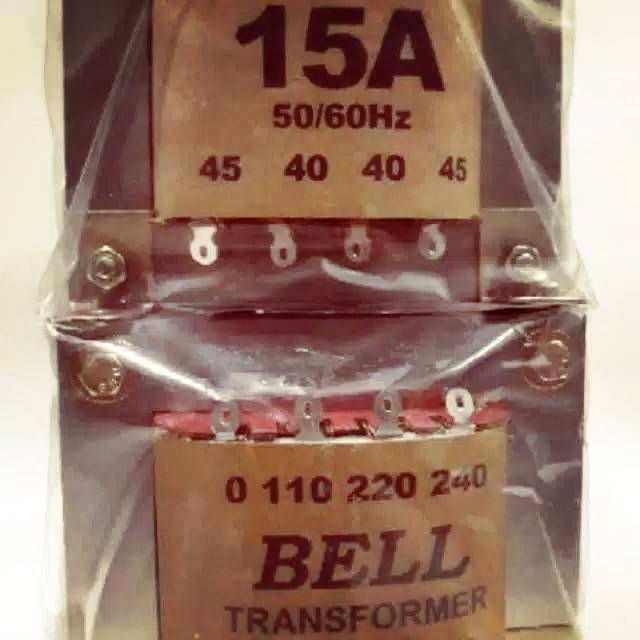 15A
50/60Hz
45 40 40 45
0 110 220 240
BELL
TRANSFORMER